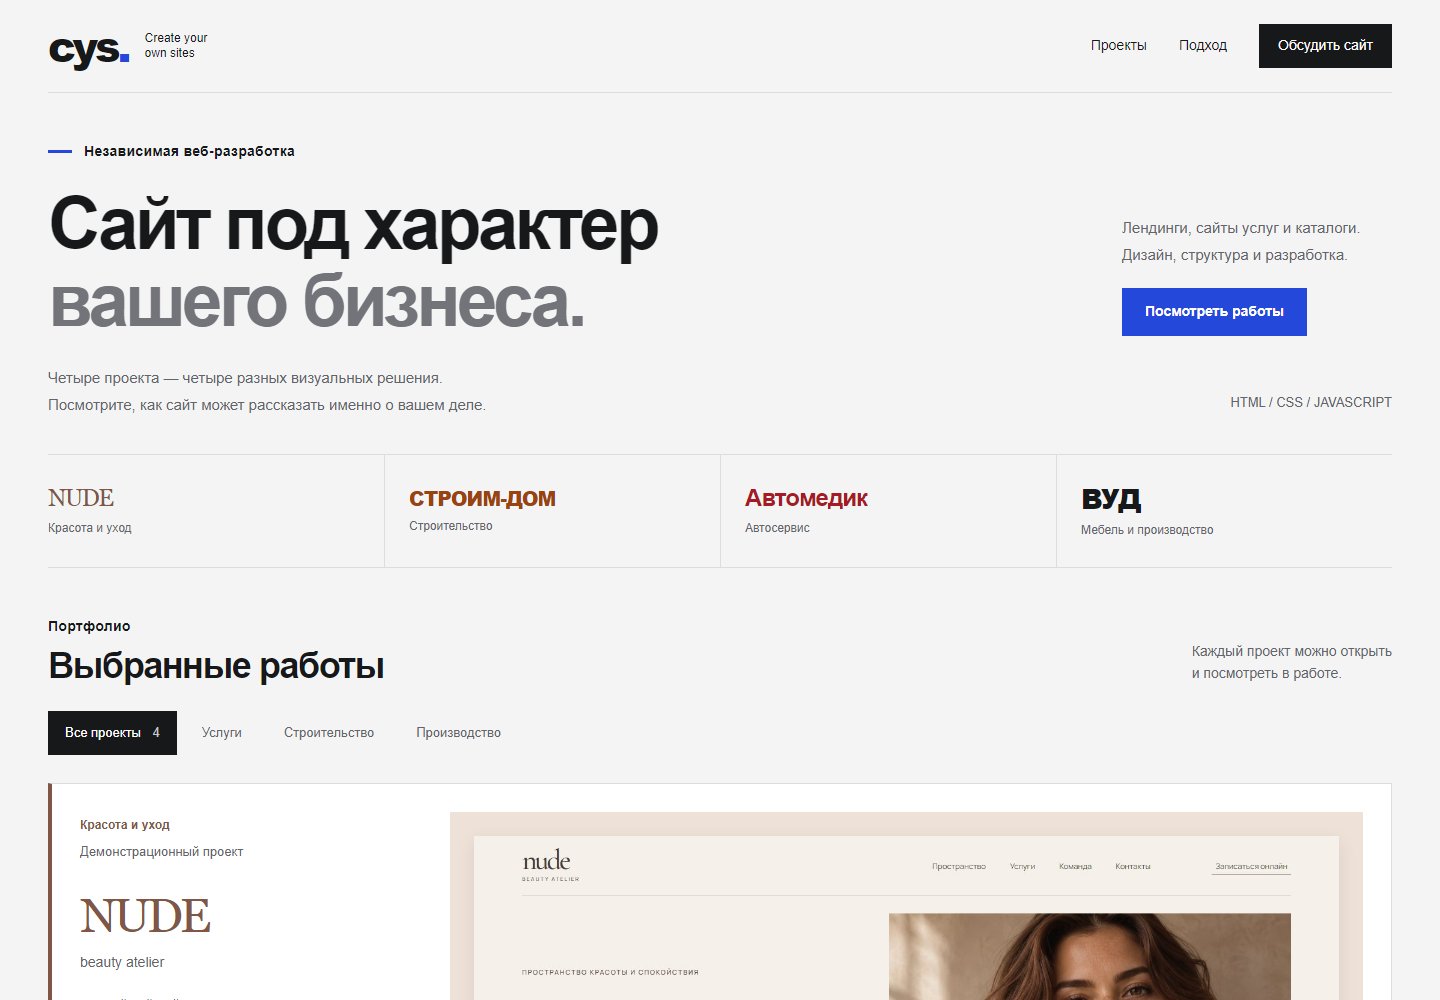 cys.
Create your
own sites
Проекты
Подход
Обсудить сайт
Независимая веб-разработка
Сайт под характер
вашего бизнеса.
Лендинги, сайты услуг и каталоги.
Дизайн, структура и разработка.
Посмотреть работы
Четыре проекта — четыре разных визуальных решения.
Посмотрите, как сайт может рассказать именно о вашем деле.
HTML / CSS / JAVASCRIPT
NUDE
Красота и уход
СТРОИМ-ДОМ
Строительство
Автомедик
Автосервис
ВУД
Мебель и производство
Портфолио
Выбранные работы
Каждый проект можно открыть
и посмотреть в работе.
Все проекты 4
Услуги
Строительство
Производство
Красота и уход
Демонстрационный проект
NUDE
beauty atelier
nude
BEAUTY ATELIER
Пространство
Услуги
Команда
Контакты
Записаться онлайн
ПРОСТРАНСТВО КРАСОТЫ И СПОКОЙСТВИЯ